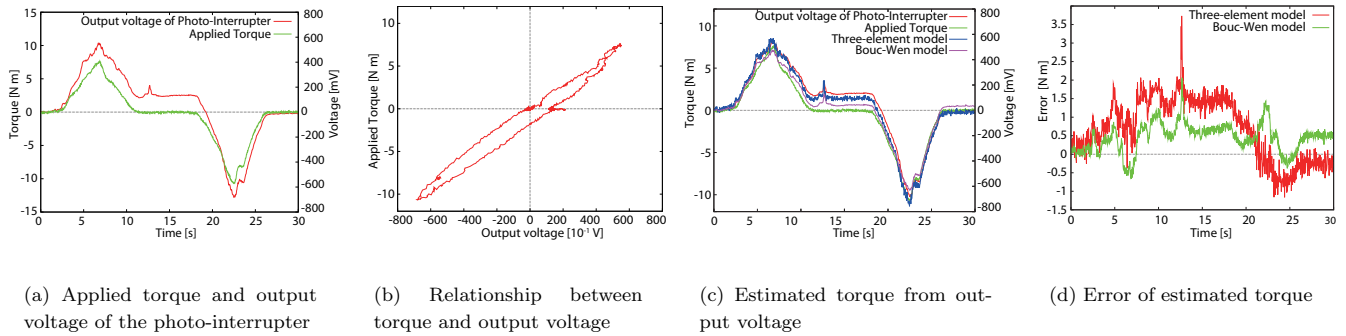 Output voltage of Photo-Interrupter
Applied Torque
Torque [N m]
15
10
5
0
-5
-10
-15
0 5 10 15 20 25 30
Time [s]
800
600
400
200
0
200
400
600
-800
Voltage [mV]
Applied Torque [N m]
10
5
0
-5
-10
-800 -600 -400 -200 0 200 400 600 800
Output voltage [10⁻¹ V]
Output voltage of Photo-Interrupter
Applied Torque
Three-element model
Bouc-Wen model
Torque [N m]
10
5
0
-5
-10
0 5 10 15 20 25 30
Time [s]
800
600
400
200
0
-200
-400
-600
-800
Voltage [mV]
Three-element model
Bouc-Wen model
Error [N m]
4
3.5
3
2.5
2
1.5
1
0.5
0
0.5
1
-1.5
0 5 10 15 20 25 30
Time [s]
(a) Applied torque and output
voltage of the photo-interrupter
(b) Relationship between
torque and output voltage
(c) Estimated torque from out-
put voltage
(d) Error of estimated torque